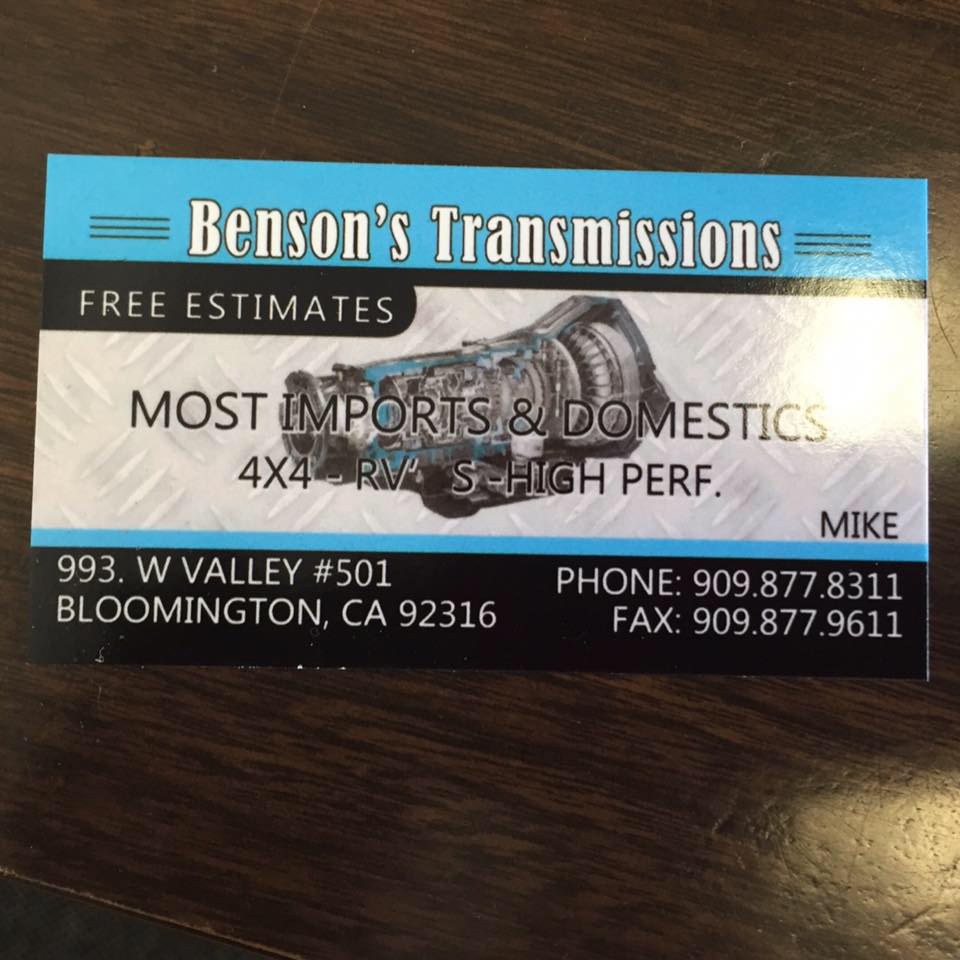 Benson's Transmissions
FREE ESTIMATES
MOST IMPORTS & DOMESTICS
4X4 - RV' S -HIGH PERF.
MIKE
993. W VALLEY #501
BLOOMINGTON, CA 92316
PHONE: 909.877.8311
FAX: 909.877.9611